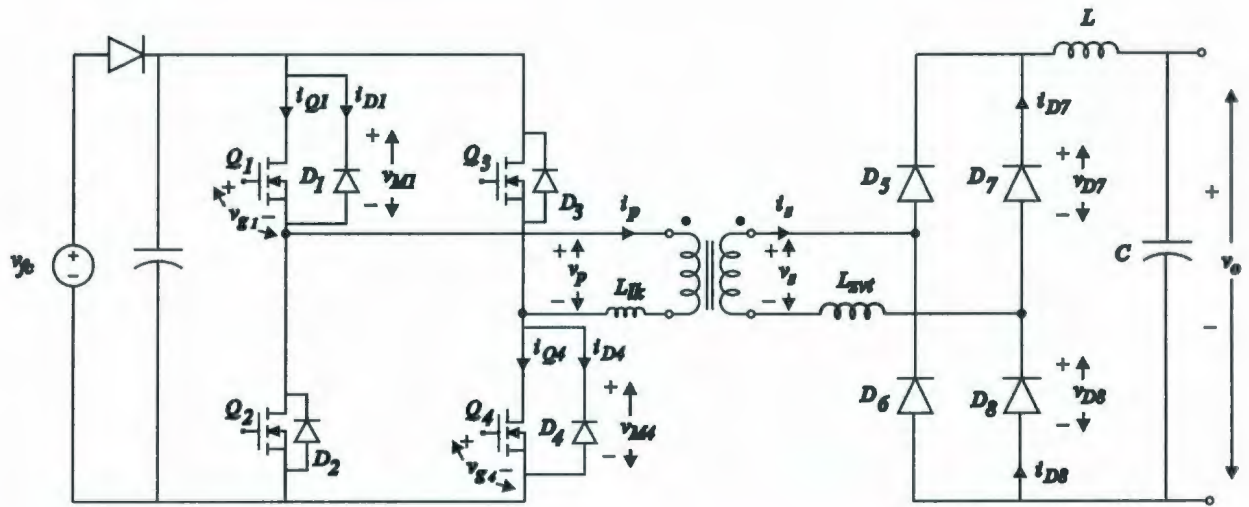 L
i_Q1
i_D1
i_D7
+
Q_1
+
v_M1
Q_3
D_5
D_7
+
v_D7
D_1
+
v_g1
−
−
D_3
−
i_p
i_s
+
v_fc
+
−
+
v_p
−
+
v_s
−
C
v_o
L_lk
L_zvt
−
i_Q4
i_D4
+
v_D8
−
Q_2
Q_4
+
v_M4
−
D_6
D_8
D_2
D_4
+
v_g4
−
i_D8